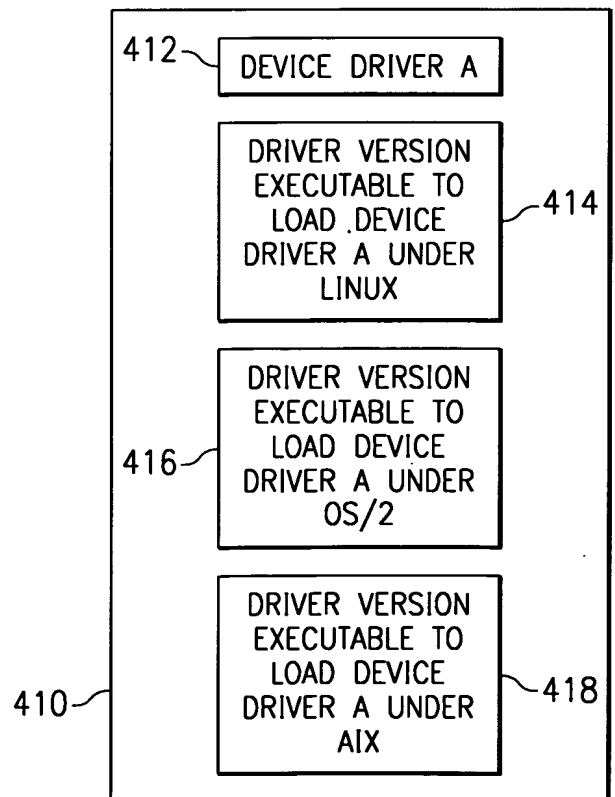 412
DEVICE DRIVER A
DRIVER VERSION
EXECUTABLE TO
LOAD DEVICE
DRIVER A UNDER
LINUX
414
DRIVER VERSION
EXECUTABLE TO
LOAD DEVICE
DRIVER A UNDER
OS/2
416
DRIVER VERSION
EXECUTABLE TO
LOAD DEVICE
DRIVER A UNDER
AIX
410
418